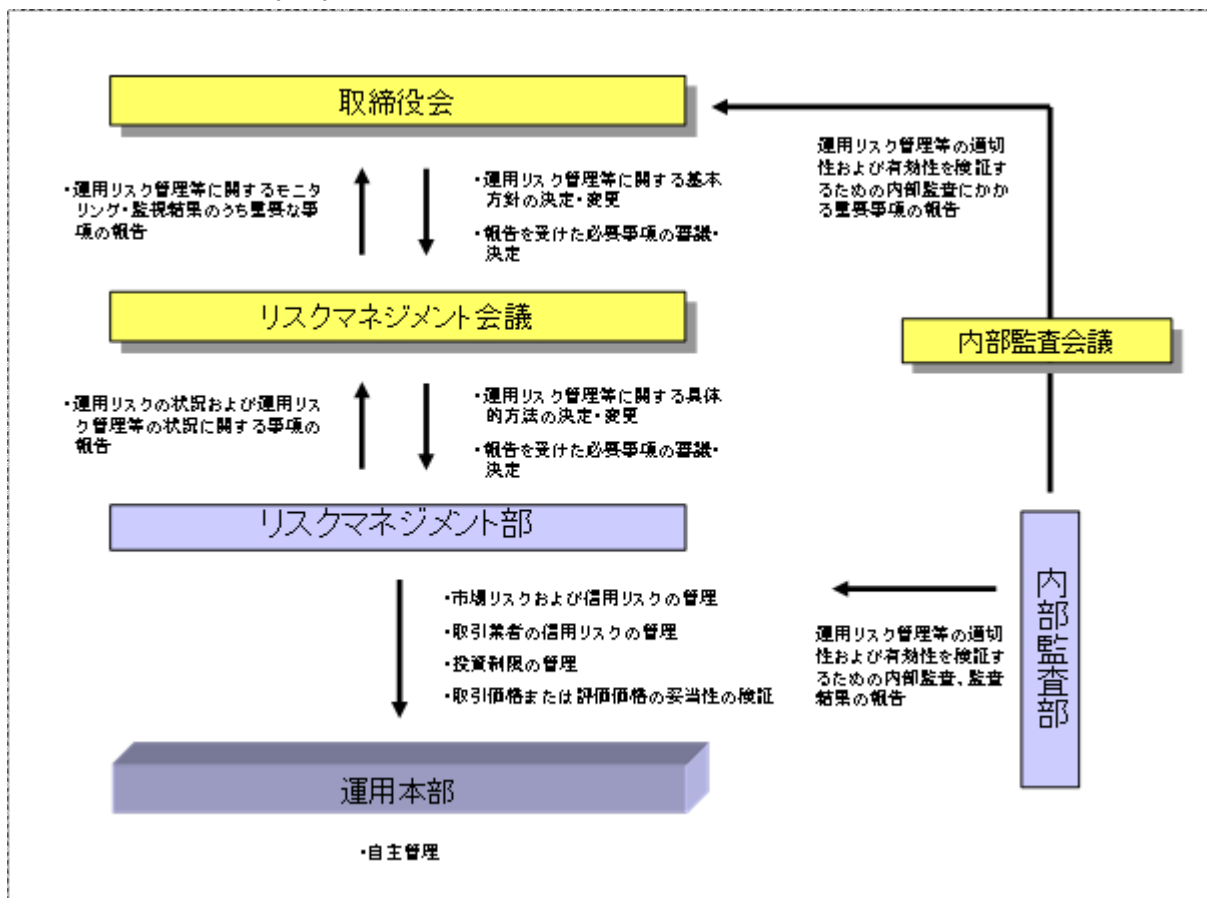 取締役会
・運用リスク管理等に関するモニ
タリング・監視結果のうち重要な事
項の報告
・運用リスク管理等に関する基本
方針の決定・変更
・報告を受けた必要事項の審議・
決定
運用リスク管理等の適切
性および有効性を検証す
るための内部監査にかか
る重要事項の報告
リスクマネジメント会議
内部監査会議
・運用リスクの状況および運用リス
ク管理等の状況に関する事項の
報告
・運用リスク管理等に関する具体
的方法の決定・変更
・報告を受けた必要事項の審議・
決定
リスクマネジメント部
・市場リスクおよび信用リスクの管理
・取引業者の信用リスクの管理
・投資制限の管理
・取引価格または評価価格の妥当性の検証
運用リスク管理等の適切
性および有効性を検証す
るための内部監査、監査
結果の報告
内部監査部
運用本部
・自主管理